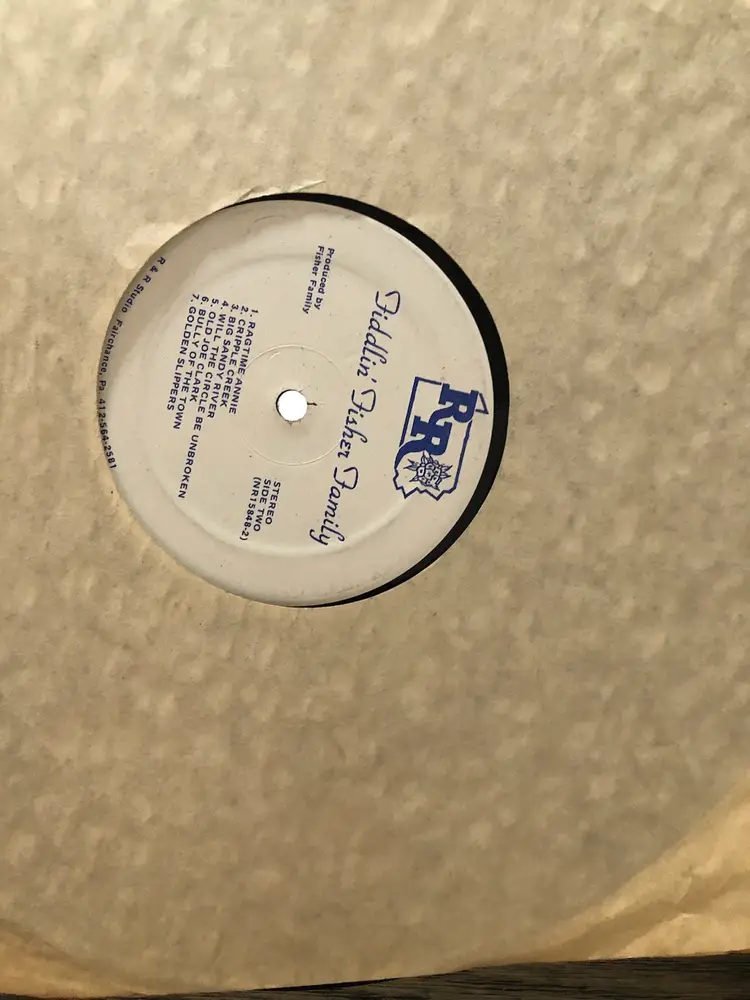 RR
Fiddlin' Fisher Family
Produced by
Fisher Family
STEREO
SIDE TWO
(NR15848-2)
1. RAGTIME ANNIE
2. CRIPPLE CREEK
3. BIG SANDY RIVER
4. WILL THE CIRCLE BE UNBROKEN
5. OLD JOE CLARK
6. BULLY OF THE TOWN
7. GOLDEN SLIPPERS
R & R Studio Fairchance, Pa. 412-564-2581